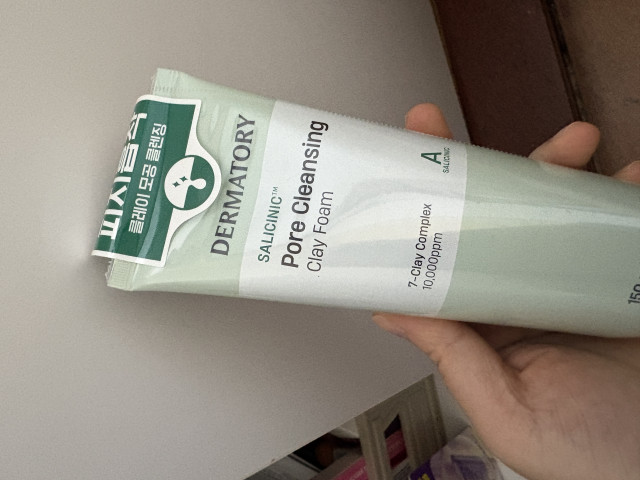 피지흡착
클레이 모공 클렌징
DERMATORY
SALICINIC™
Pore Cleansing
Clay Foam
7-Clay Complex
10,000ppm
A
SALICINIC
150